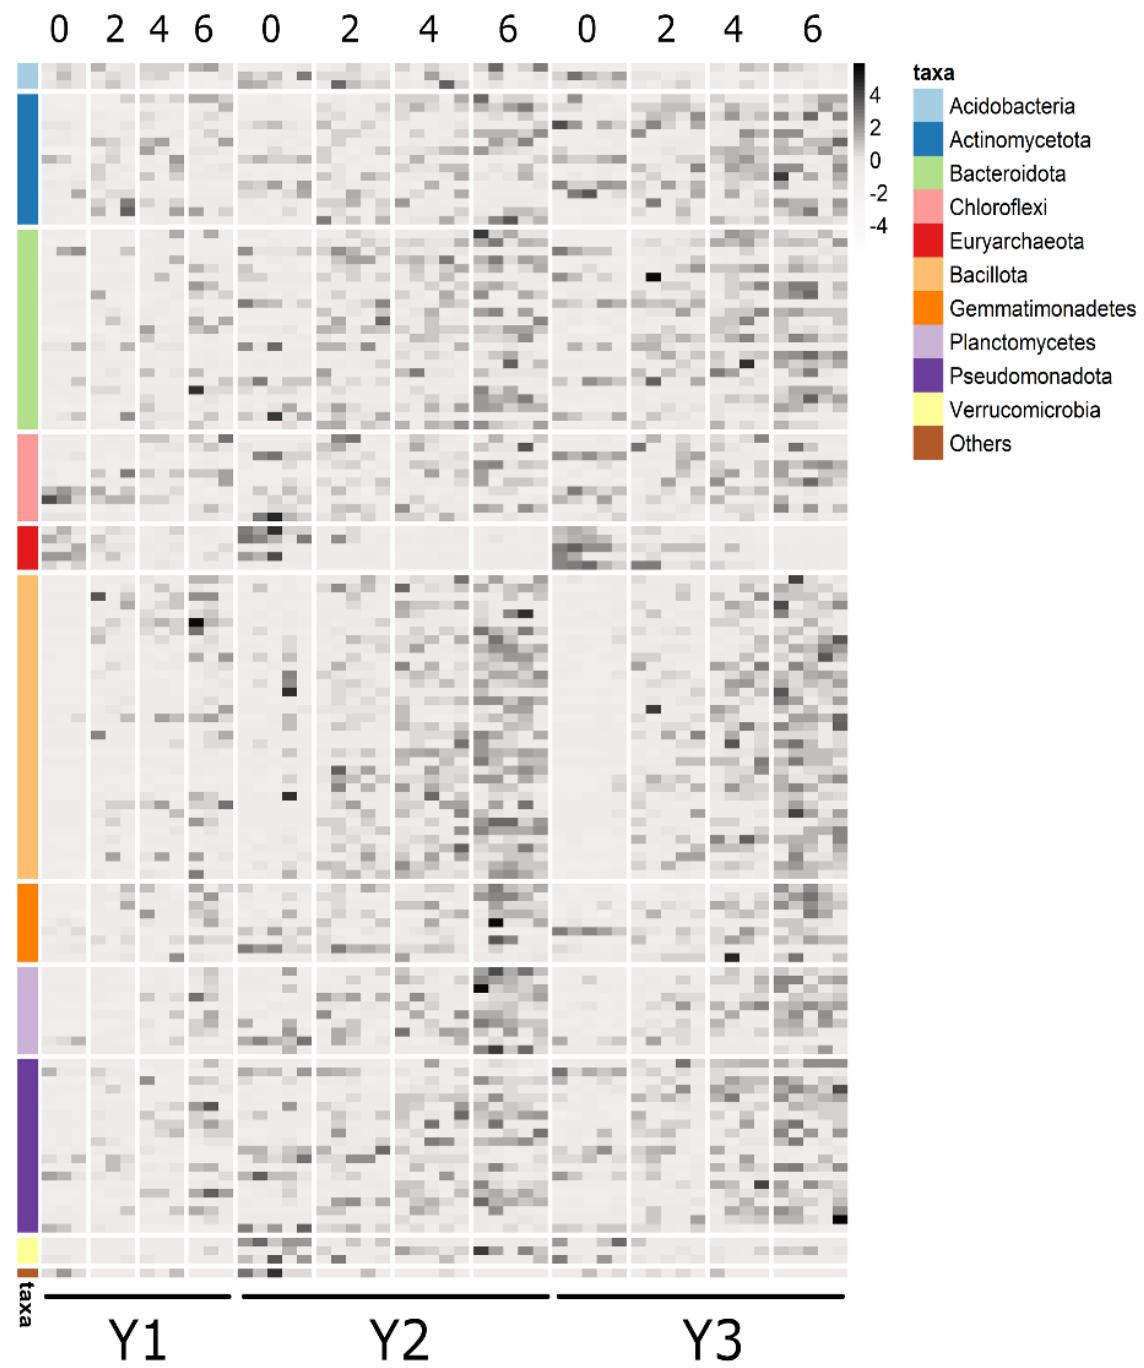 0 2 4 6 0 2 4 6 0 2 4 6
4
2
0
-2
-4
taxa
Acidobacteria
Actinomycetota
Bacteroidota
Chloroflexi
Euryarchaeota
Bacillota
Gemmatimonadetes
Planctomycetes
Pseudomonadota
Verrucomicrobia
Others
taxa
Y1 Y2 Y3